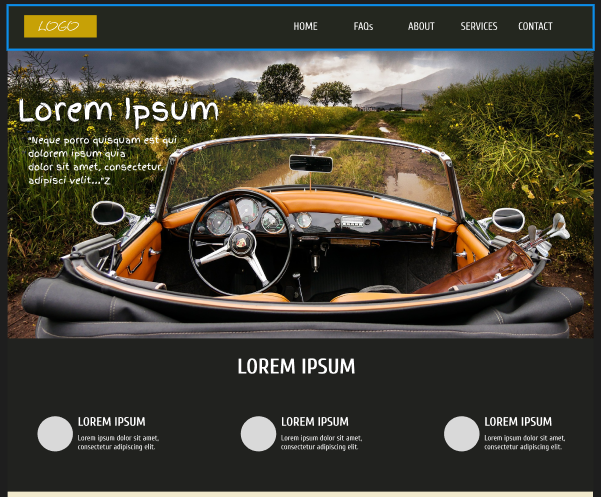 LOGO
HOME FAQs ABOUT SERVICES CONTACT
Lorem Ipsum
"Neque porro quisquam est qui
dolorem ipsum quia
dolor sit amet, consectetur,
adipisci velit..."Z
LOREM IPSUM
LOREM IPSUM
Lorem ipsum dolor sit amet,
consectetur adipiscing elit.
LOREM IPSUM
Lorem ipsum dolor sit amet,
consectetur adipiscing elit.
LOREM IPSUM
Lorem ipsum dolor sit amet,
consectetur adipiscing elit.